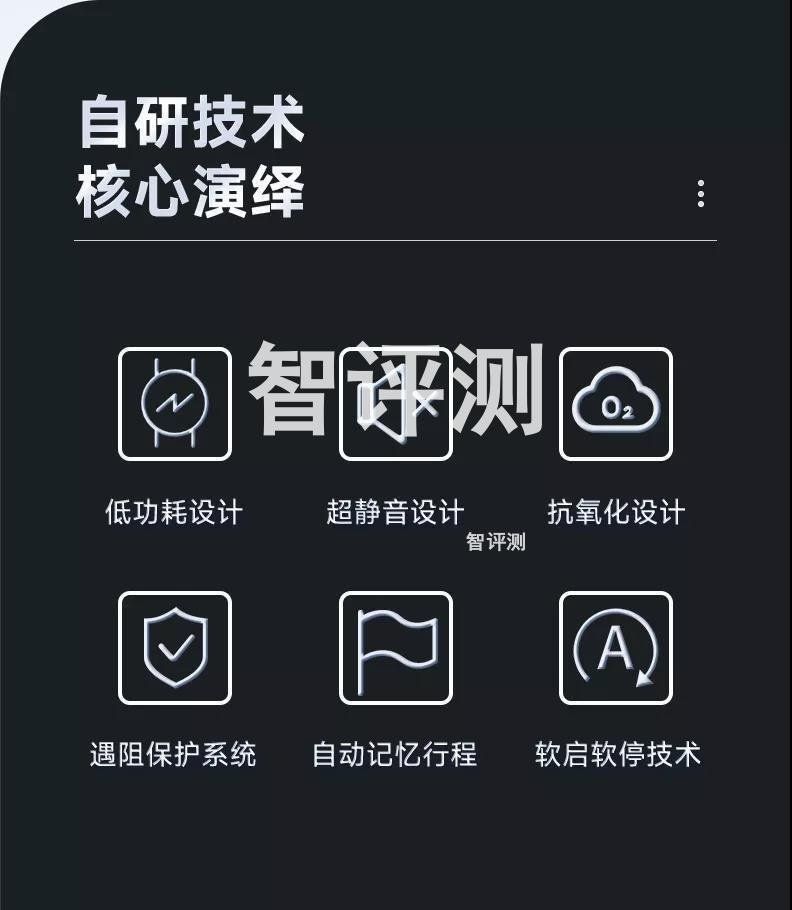 自研技术
核心演绎
智评测
O₂
低功耗设计
超静音设计
抗氧化设计
智评测
A
遇阻保护系统
自动记忆行程
软启软停技术